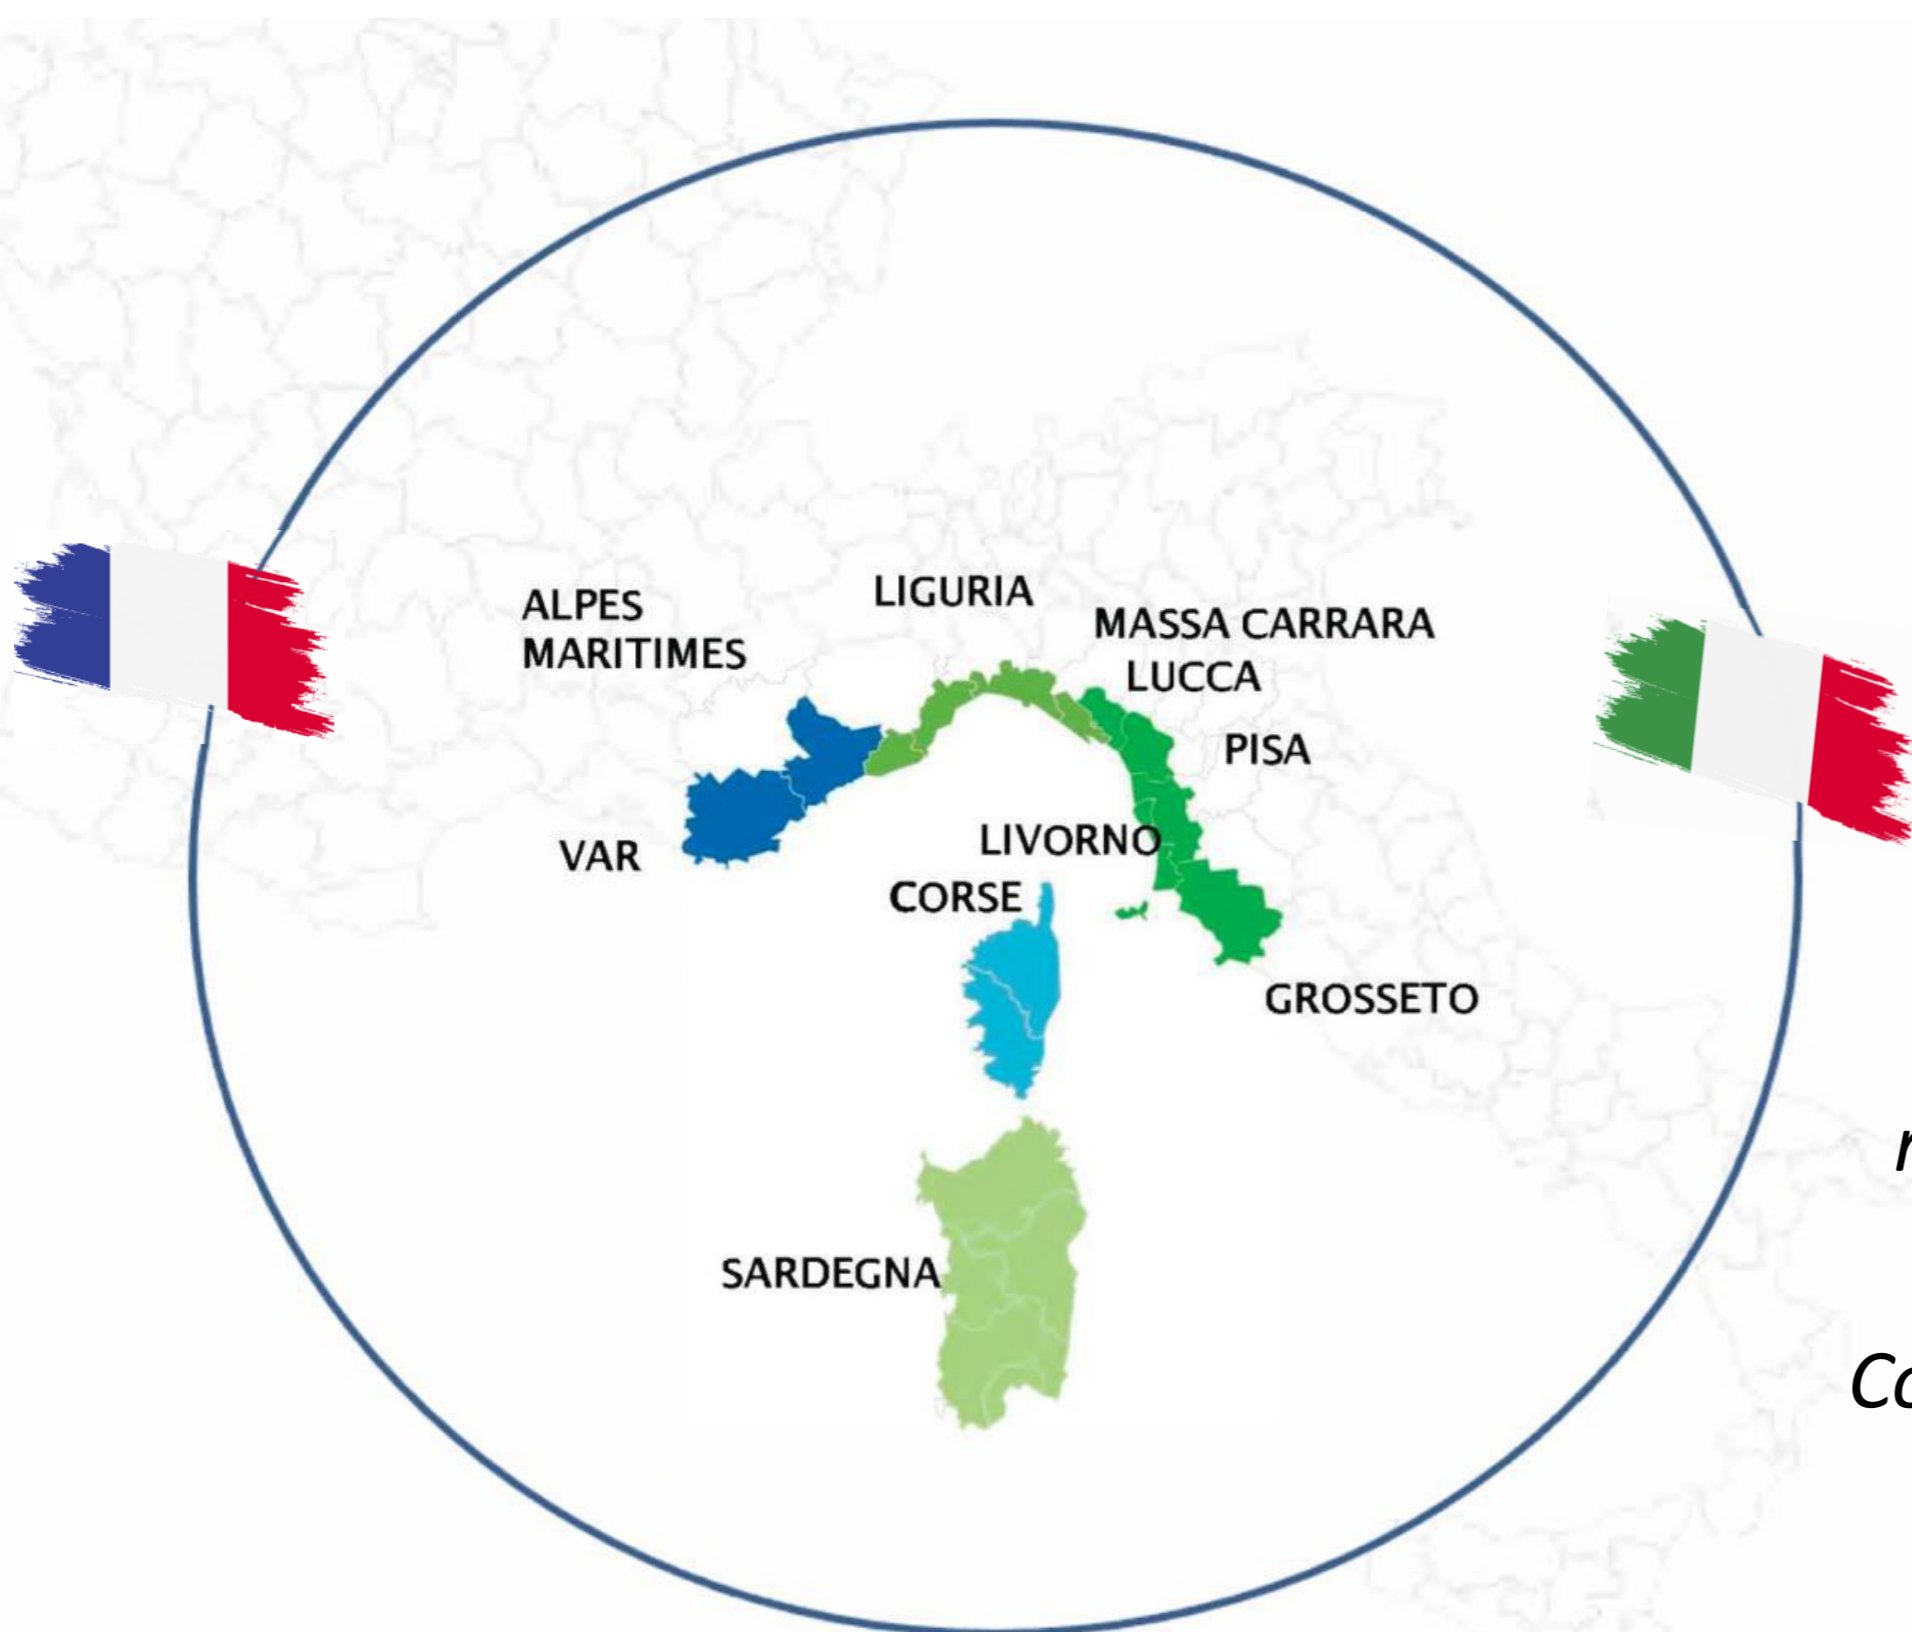 ALPES
MARITIMES
LIGURIA
MASSA CARRARA
LUCCA
PISA
VAR
LIVORNO
CORSE
GROSSETO
SARDEGNA